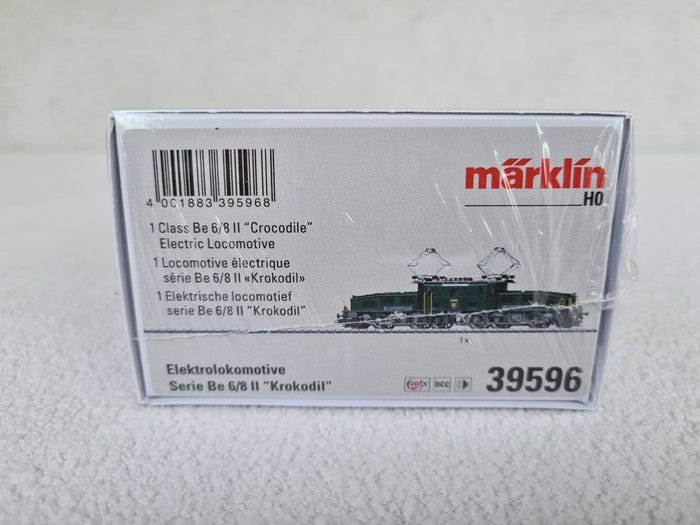 märklin
H0
4 001883 395968
1 Class Be 6/8 II "Crocodile"
Electric Locomotive
1 Locomotive électrique
série Be 6/8 II «Krokodil»
1 Elektrische locomotief
serie Be 6/8 II "Krokodil"
1x
Elektrolokomotive
Serie Be 6/8 II "Krokodil"
mfx DCC
39596